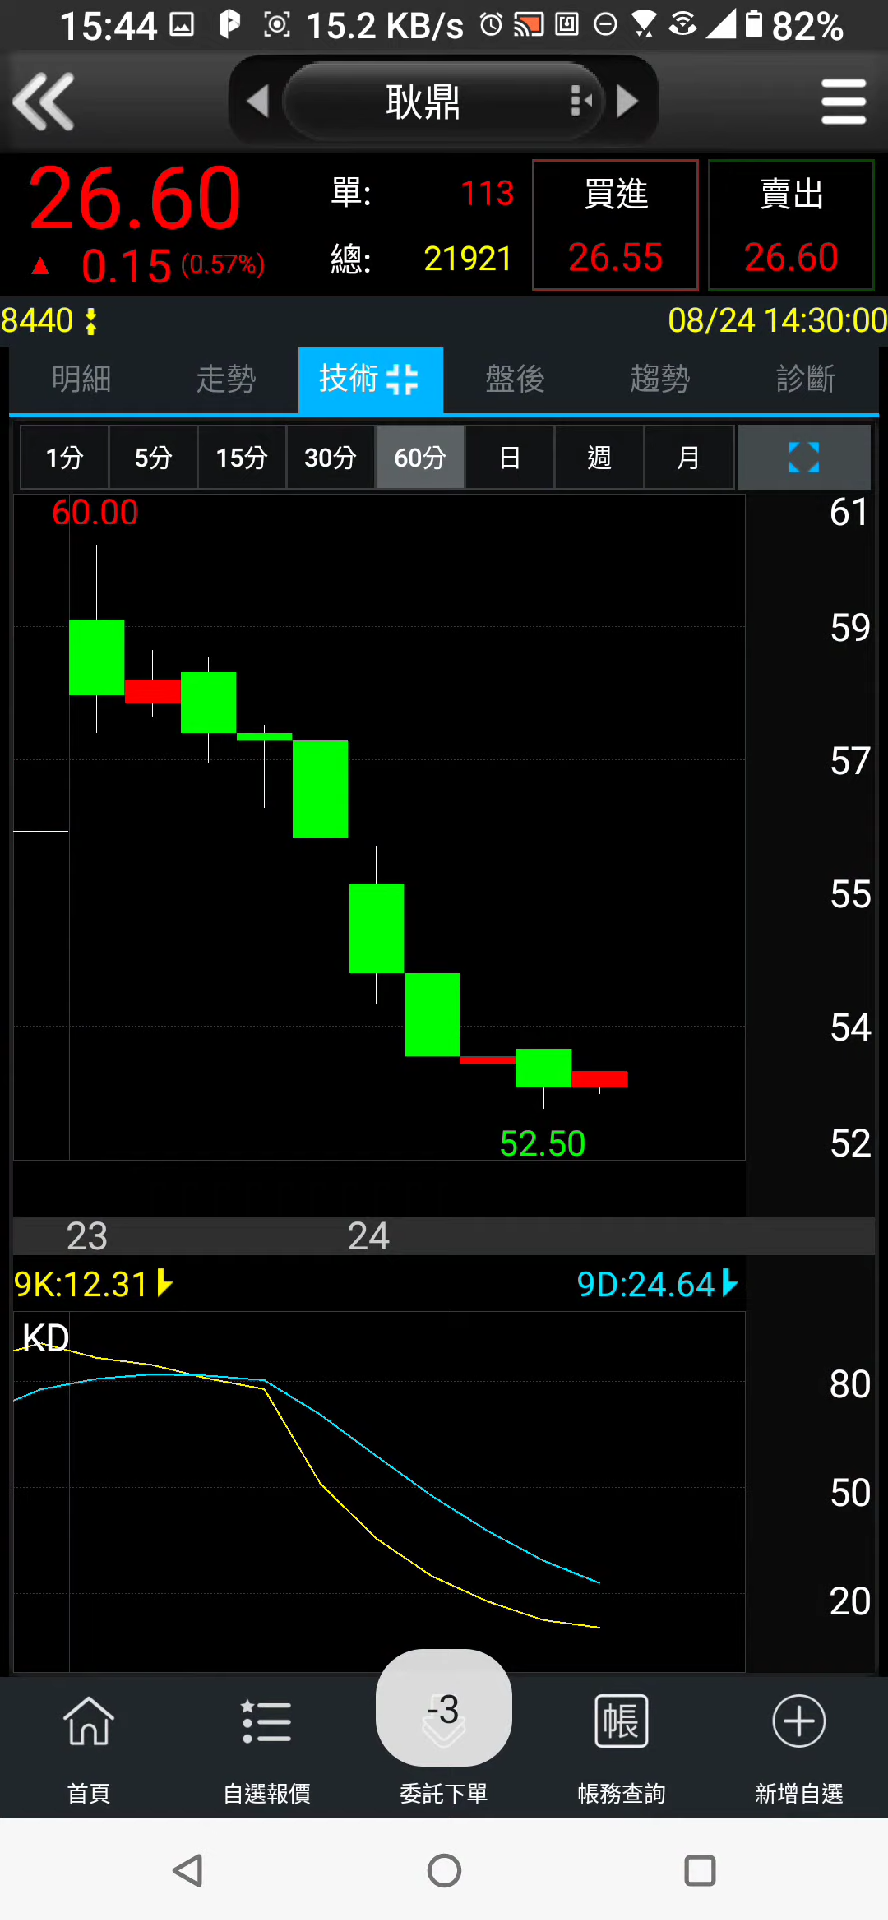 15:44 15.2 KB/s 82%
耿鼎
26.60 單: 113 買進 賣出
▲ 0.15 (0.57%) 總: 21921 26.55 26.60
8440 08/24 14:30:00
明細 走勢 技術 盤後 趨勢 診斷
1分 5分 15分 30分 60分 日 週 月
60.00 61
59
57
55
54
52.50 52
23 24
9K:12.31 9D:24.64
KD
80
50
20
-3
首頁 自選報價 委託下單 帳務查詢 新增自選
帳